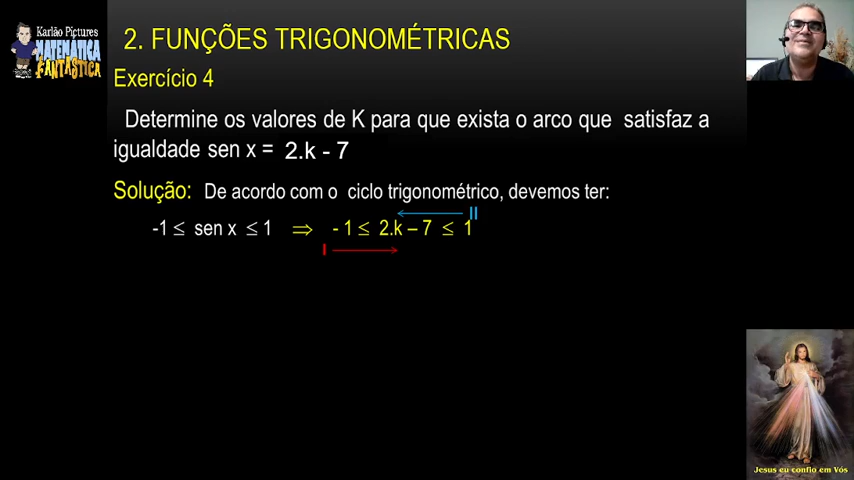 Karlão Pictures
MATEMÁTICA
FANTÁSTICA
2. FUNÇÕES TRIGONOMÉTRICAS
Exercício 4
Determine os valores de K para que exista o arco que satisfaz a
igualdade sen x = 2.k - 7
Solução: De acordo com o ciclo trigonométrico, devemos ter:
II
-1 ≤ sen x ≤ 1 ⇒ - 1 ≤ 2.k – 7 ≤ 1
I
Jesus eu confio em Vós